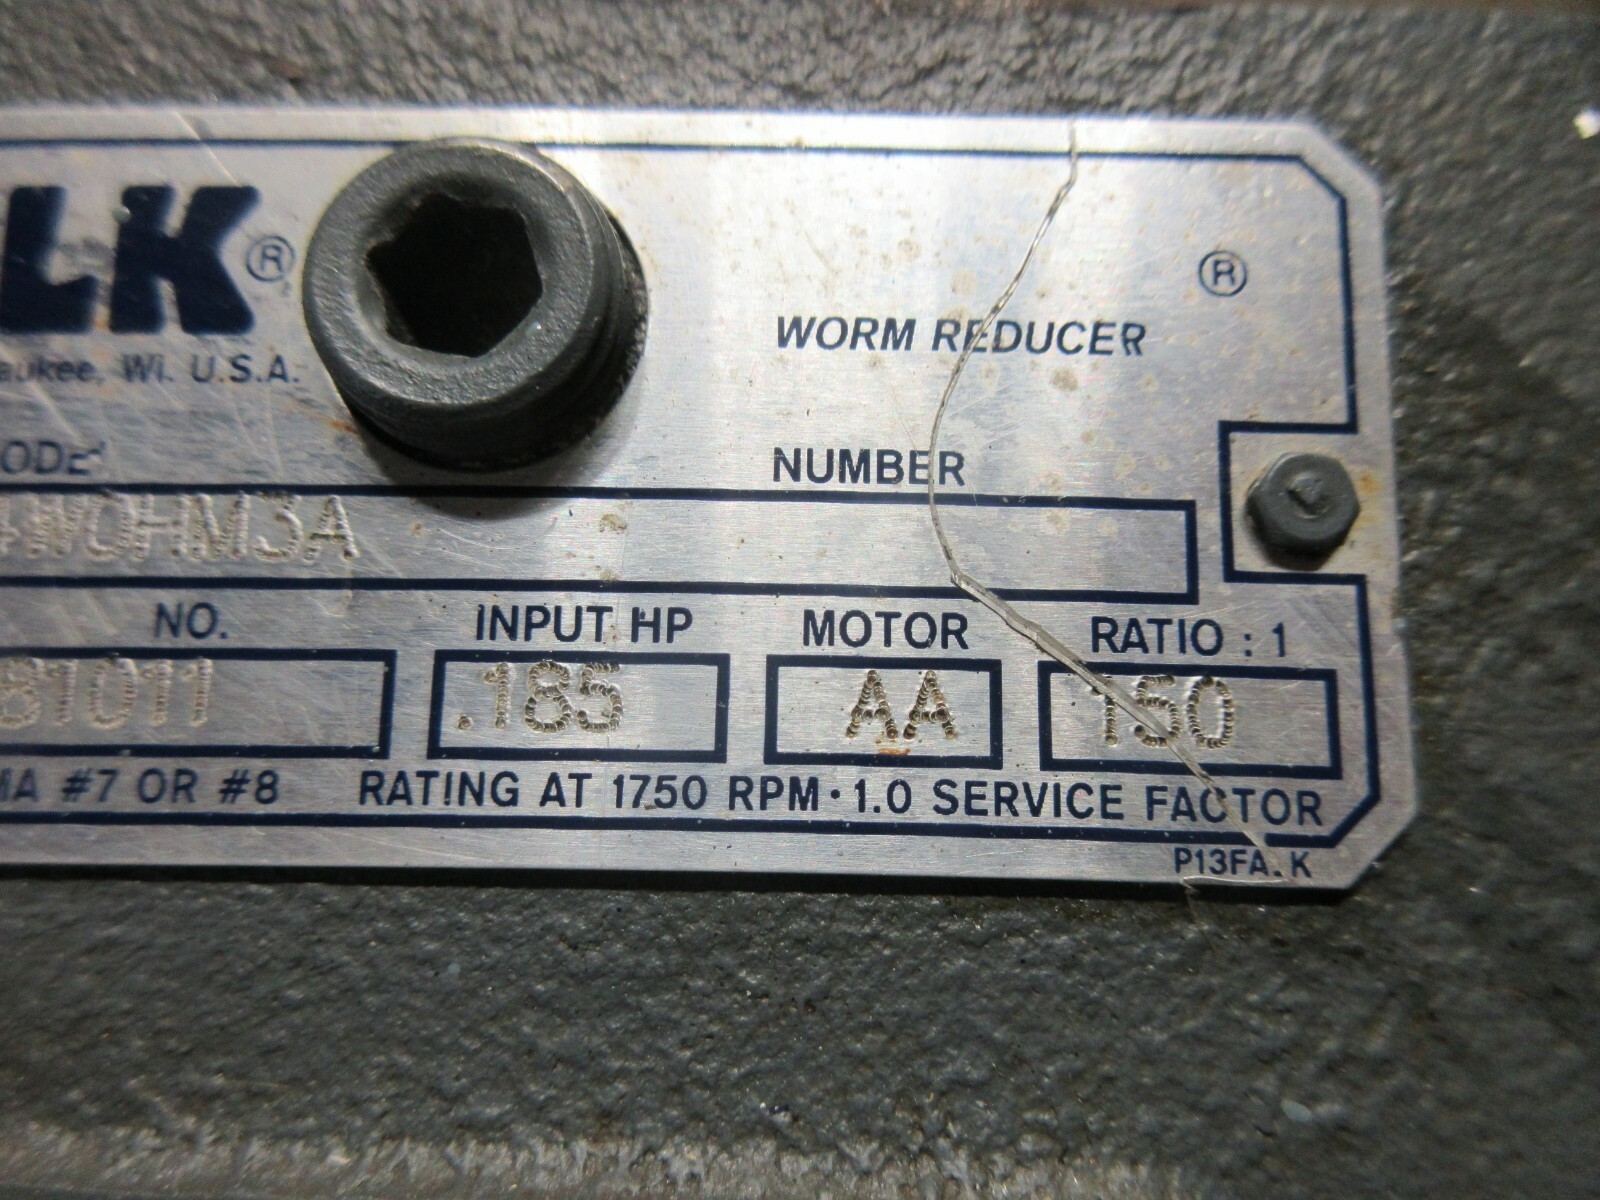 LK®
aukee, WI. U.S.A.
®
WORM REDUCER
ODE
NUMBER
4WOHM3A
NO. INPUT HP MOTOR RATIO : 1
81011 .185 AA 150
MA #7 OR #8 RATING AT 1750 RPM · 1.0 SERVICE FACTOR
P13FA.K